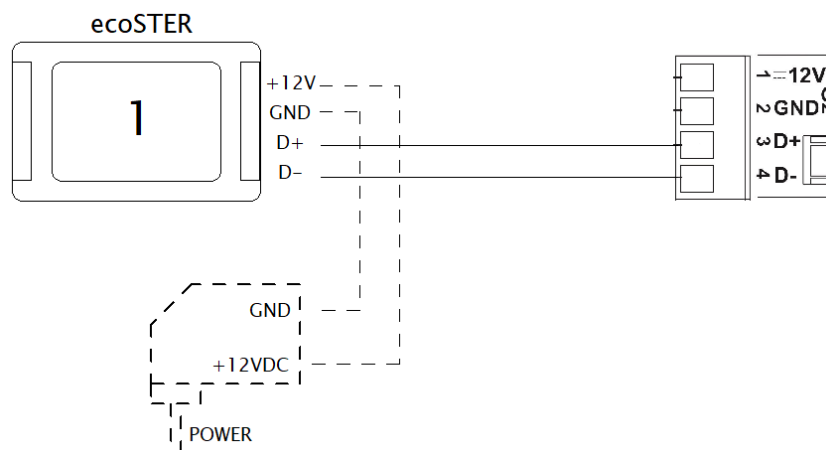 ecoSTER
1
+12V
GND
D+
D-
1 ⎓12V
2 GND
3 D+
4 D-
GND
+12VDC
POWER